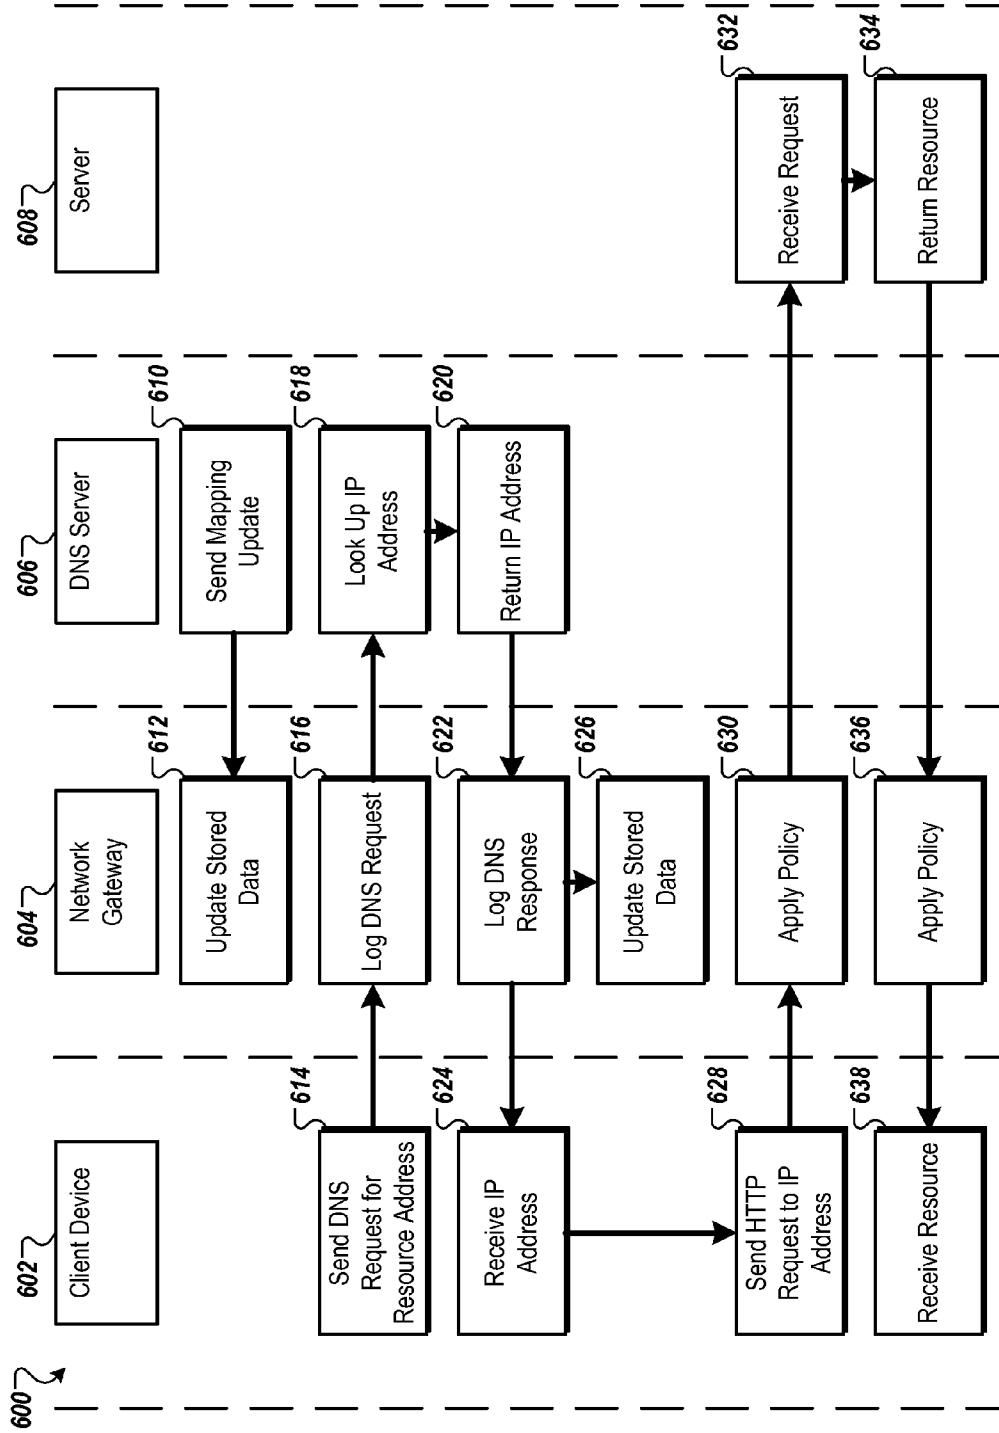 600
602
Client Device
604
Network
Gateway
606
DNS Server
608
Server
610
Send Mapping
Update
612
Update Stored
Data
614
Send DNS
Request for
Resource Address
616
Log DNS Request
618
Look Up IP
Address
620
Return IP Address
622
Log DNS
Response
624
Receive IP
Address
626
Update Stored
Data
628
Send HTTP
Request to IP
Address
630
Apply Policy
632
Receive Request
634
Return Resource
636
Apply Policy
638
Receive Resource